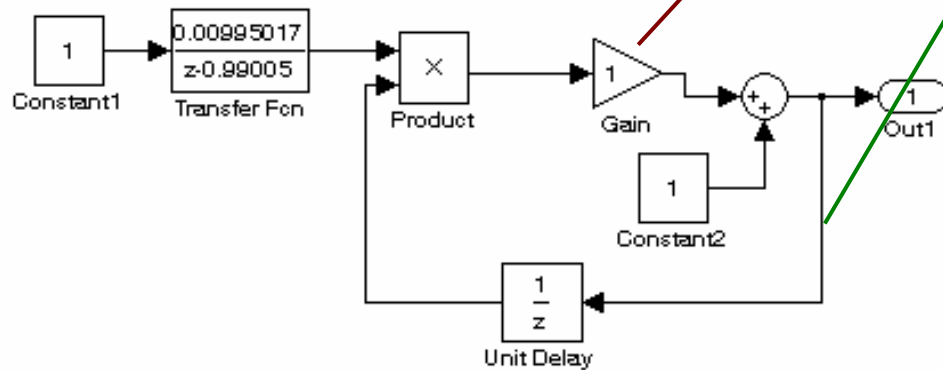 1
Constant1
0.00995017
z-0.99005
Transfer Fcn
×
Product
1
Gain
+
+
1
Out1
1
Constant2
1
z
Unit Delay